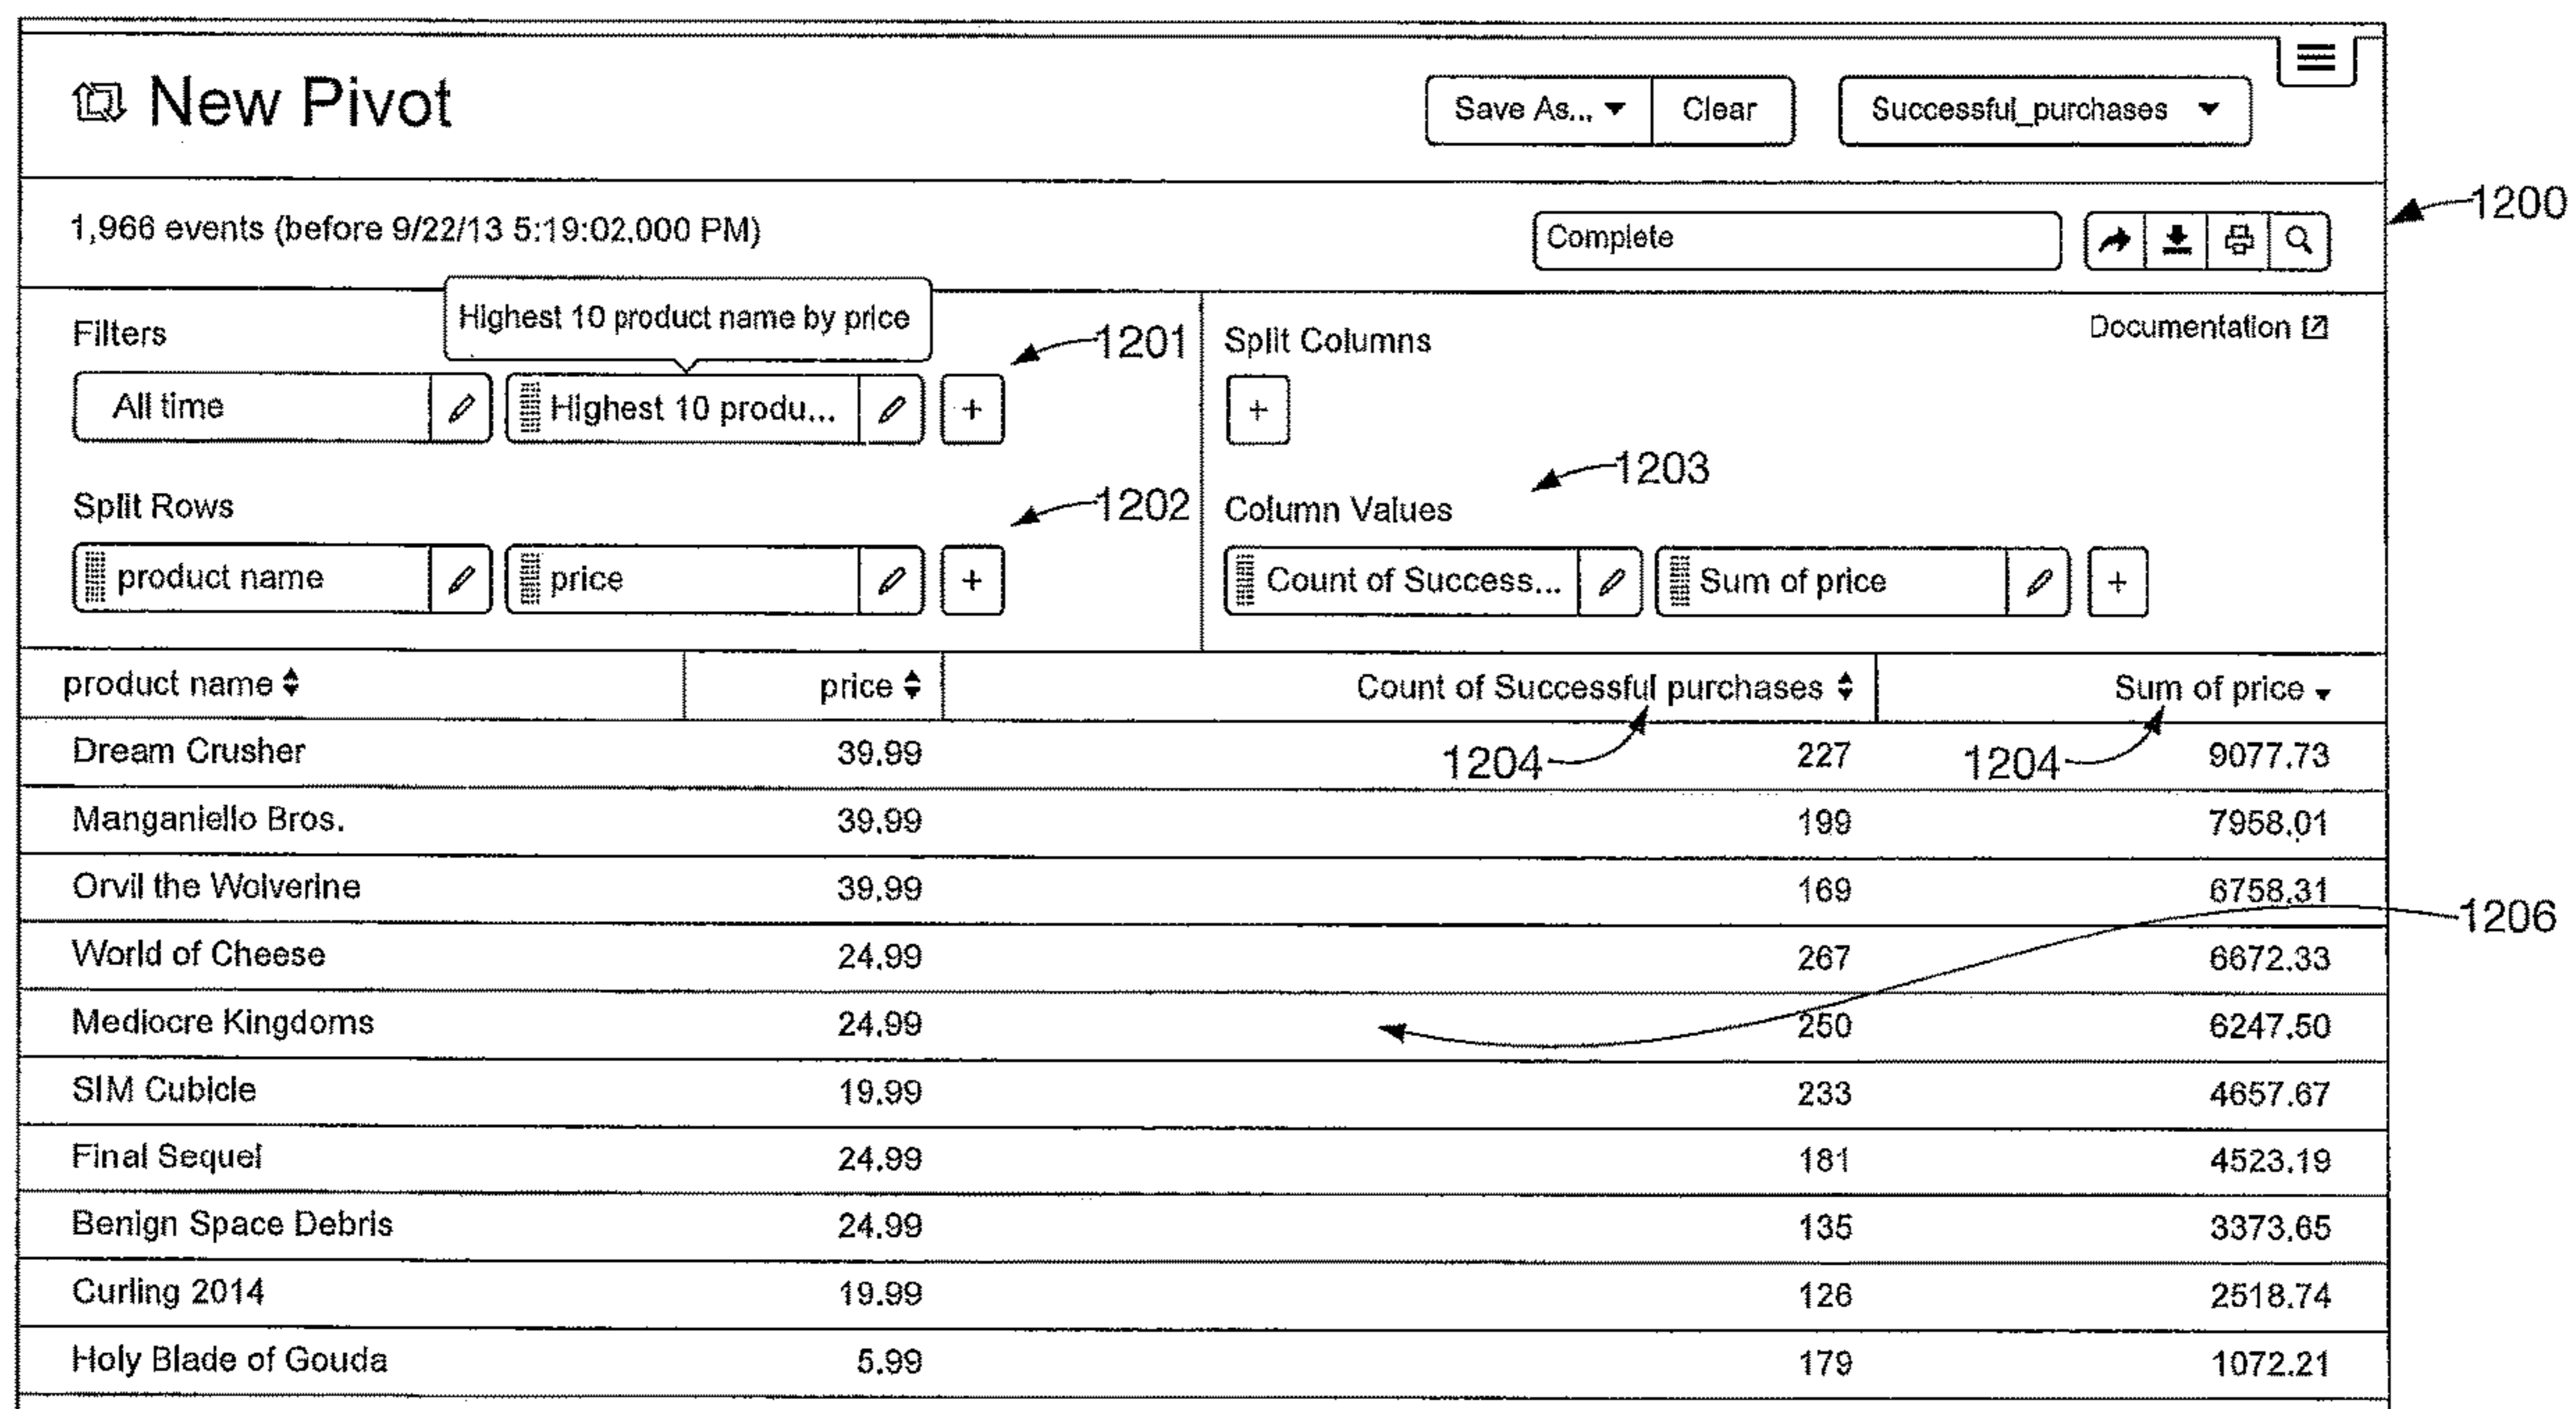 New Pivot
Save As... Clear Successful_purchases
1,966 events (before 9/22/13 5:19:02.000 PM)
Complete
1200
Highest 10 product name by price
Filters
1201
Split Columns
Documentation
All time
Highest 10 produ...
+
+
Split Rows
1202
1203
Column Values
product name
price
+
Count of Success...
Sum of price
+
product name price Count of Successful purchases Sum of price
1204
1204
Dream Crusher 39.99 227 9077.73
Manganiello Bros. 39.99 199 7958.01
Orvil the Wolverine 39.99 169 6758.31
1206
World of Cheese 24.99 267 6672.33
Mediocre Kingdoms 24.99 250 6247.50
SIM Cubicle 19.99 233 4657.67
Final Sequel 24.99 181 4523.19
Benign Space Debris 24.99 135 3373.65
Curling 2014 19.99 126 2518.74
Holy Blade of Gouda 5.99 179 1072.21